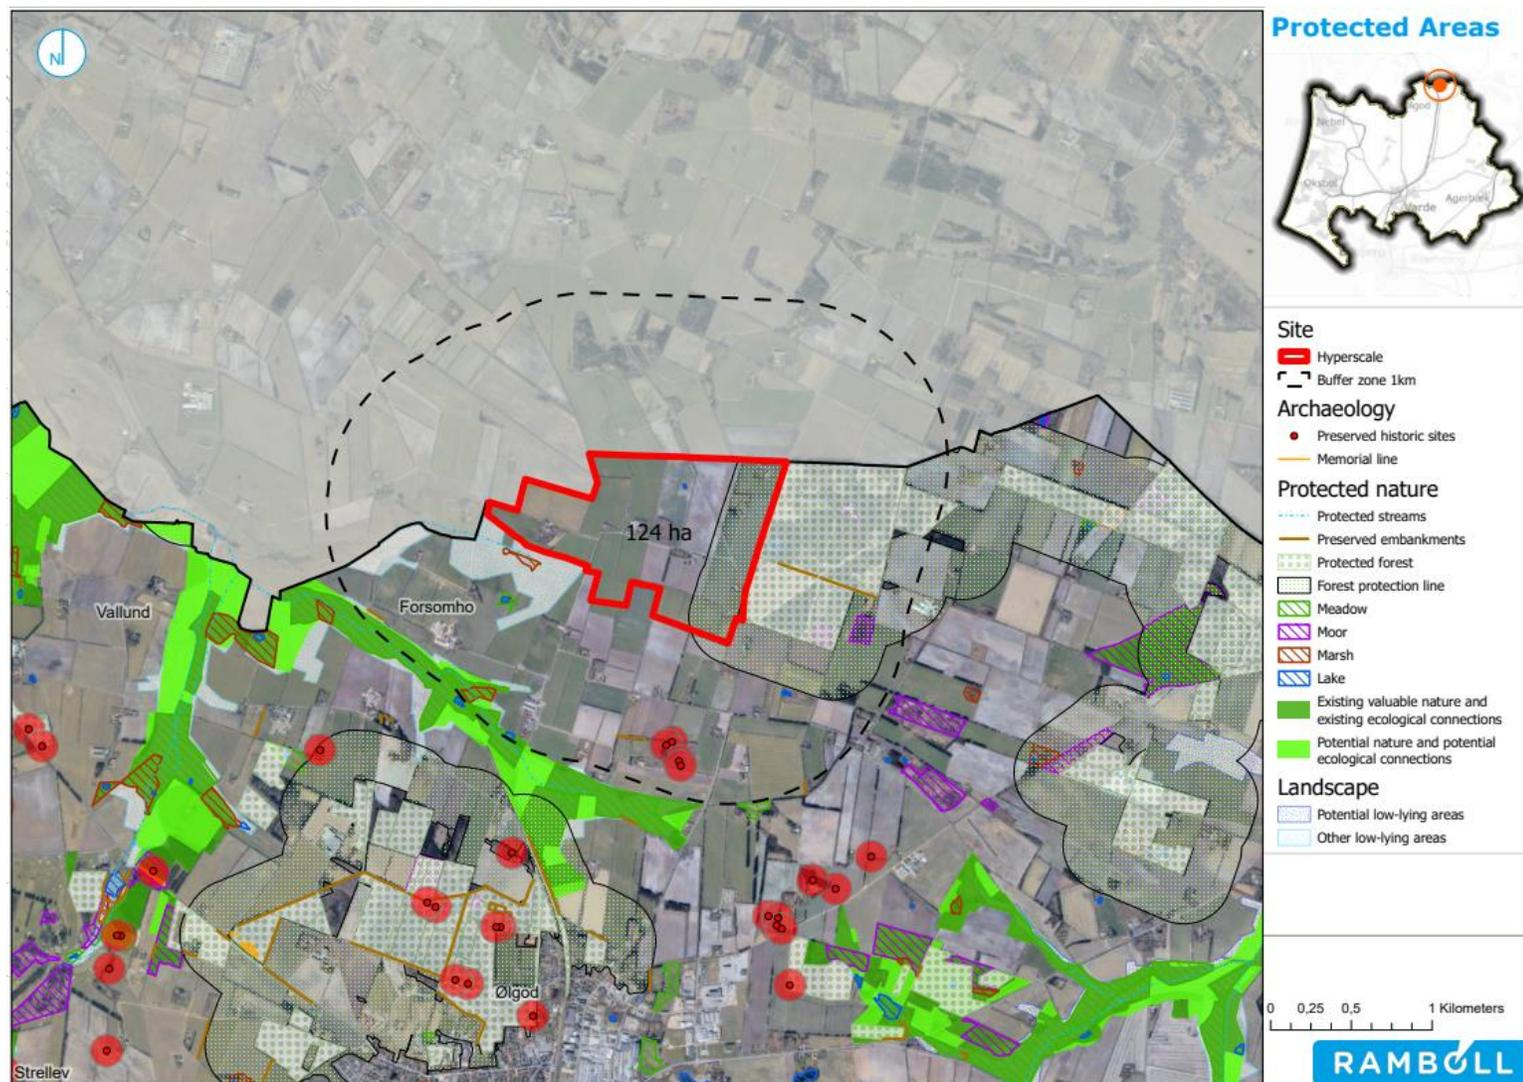 Protected Areas
N
Nebel
Oksbøl
Varde
Agerbæk
Site
Hyperscale
Buffer zone 1km
Archaeology
Preserved historic sites
Memorial line
Protected nature
Protected streams
Preserved embankments
Protected forest
Forest protection line
Meadow
Moor
Marsh
Lake
Existing valuable nature and
existing ecological connections
Potential nature and potential
ecological connections
Landscape
Potential low-lying areas
Other low-lying areas
124 ha
Vallund
Forsomho
Ølgod
Strellev
0 0,25 0,5 1 Kilometers
RAMBOLL